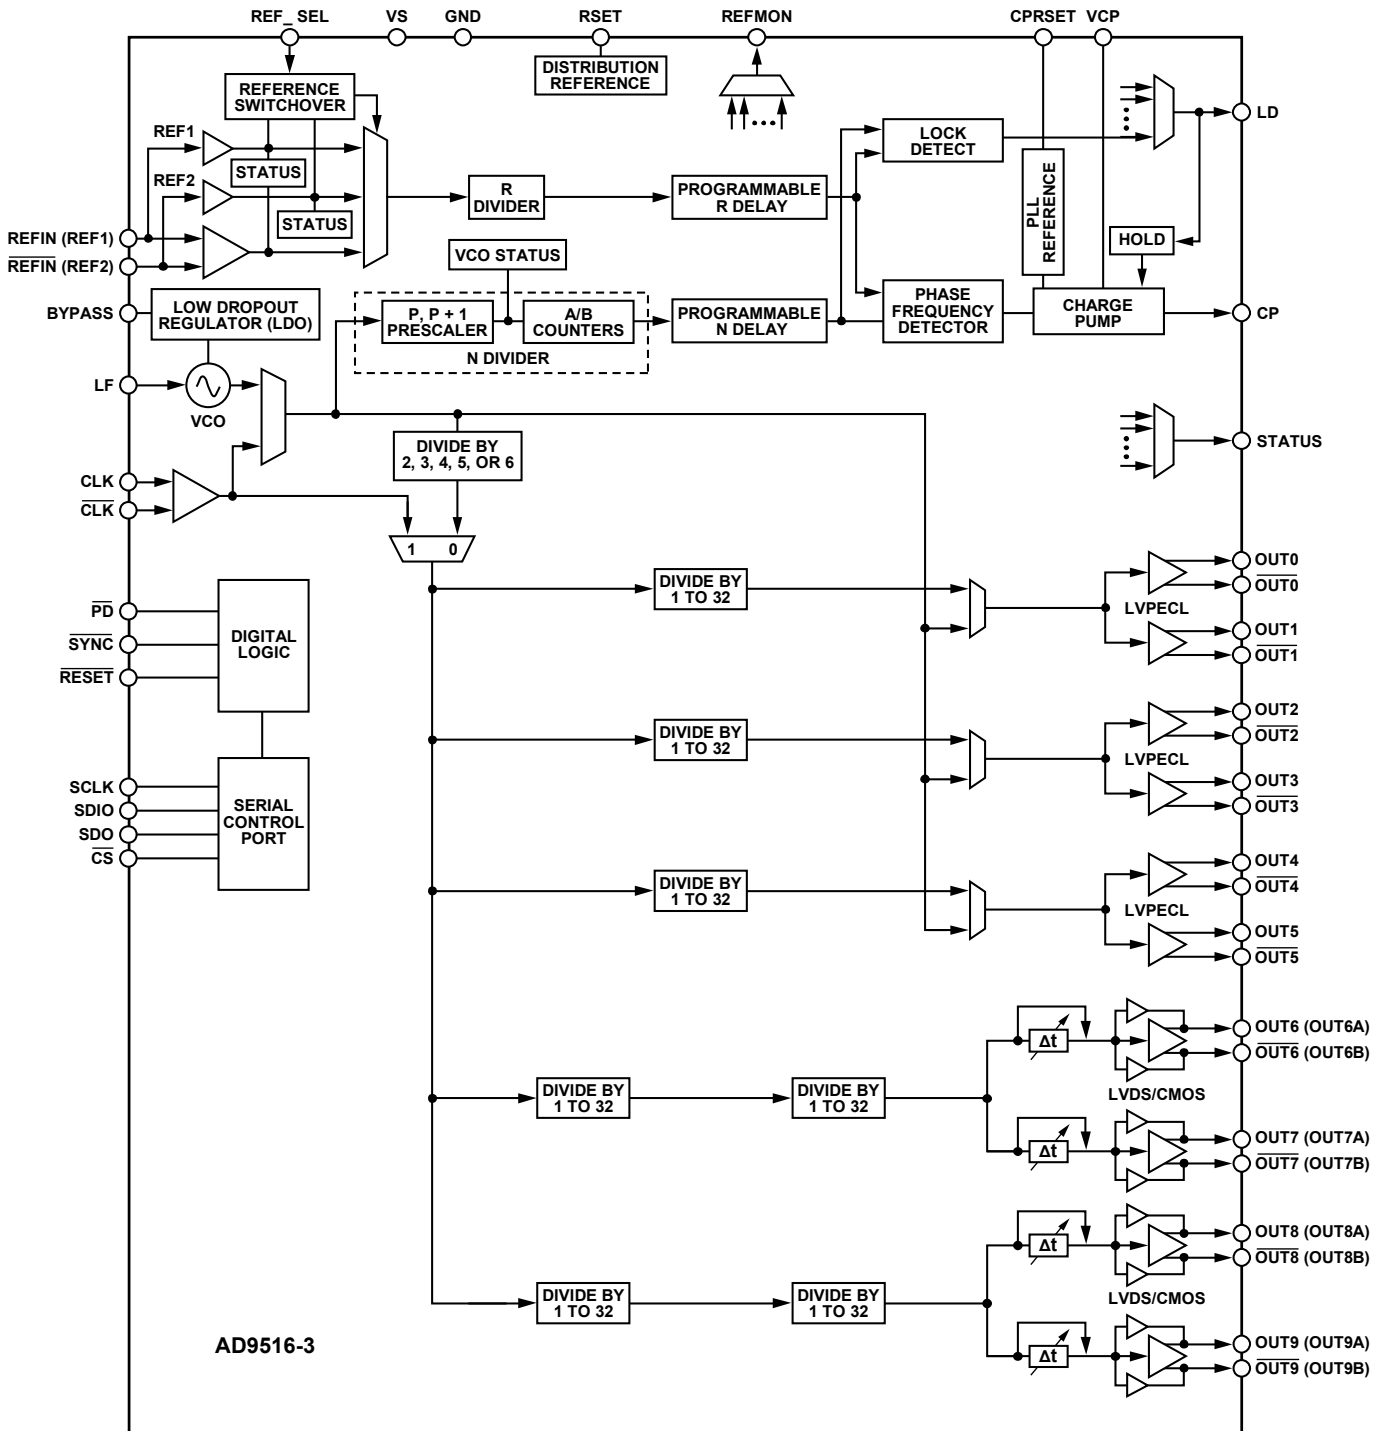 REF_ SEL VS GND RSET REFMON CPRSET VCP
DISTRIBUTION
REFERENCE
REFERENCE
SWITCHOVER
REF1
STATUS
REF2
STATUS
R
DIVIDER
PROGRAMMABLE
R DELAY
LOCK
DETECT
LD
PLL
REFERENCE
HOLD
REFIN (REF1)
REFIN (REF2)
BYPASS
LOW DROPOUT
REGULATOR (LDO)
VCO STATUS
P, P + 1
PRESCALER
A/B
COUNTERS
N DIVIDER
PROGRAMMABLE
N DELAY
PHASE
FREQUENCY
DETECTOR
CHARGE
PUMP
CP
LF
VCO
STATUS
DIVIDE BY
2, 3, 4, 5, OR 6
CLK
CLK
1 0
PD
SYNC
RESET
DIGITAL
LOGIC
SCLK
SDIO
SDO
CS
SERIAL
CONTROL
PORT
DIVIDE BY
1 TO 32
LVPECL
OUT0
OUT0
OUT1
OUT1
DIVIDE BY
1 TO 32
LVPECL
OUT2
OUT2
OUT3
OUT3
DIVIDE BY
1 TO 32
LVPECL
OUT4
OUT4
OUT5
OUT5
DIVIDE BY
1 TO 32
DIVIDE BY
1 TO 32
Δt
Δt
LVDS/CMOS
OUT6 (OUT6A)
OUT6 (OUT6B)
OUT7 (OUT7A)
OUT7 (OUT7B)
DIVIDE BY
1 TO 32
DIVIDE BY
1 TO 32
Δt
Δt
LVDS/CMOS
OUT8 (OUT8A)
OUT8 (OUT8B)
OUT9 (OUT9A)
OUT9 (OUT9B)
AD9516-3